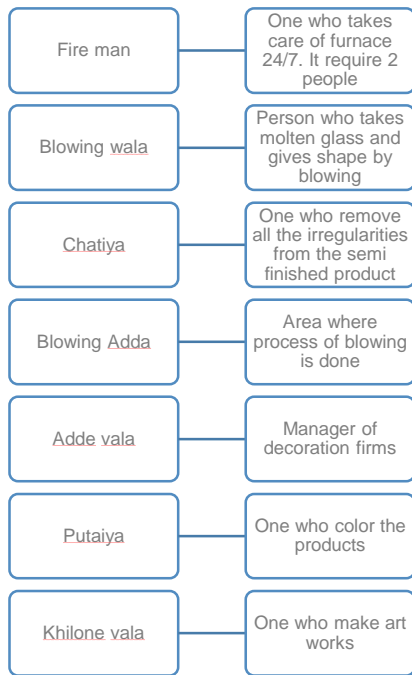 Fire man
One who takes
care of furnace
24/7. It require 2
people
Blowing wala
Person who takes
molten glass and
gives shape by
blowing
Chatiya
One who remove
all the irregularities
from the semi
finished product
Blowing Adda
Area where
process of blowing
is done
Adde vala
Manager of
decoration firms
Putaiya
One who color the
products
Khilone vala
One who make art
works